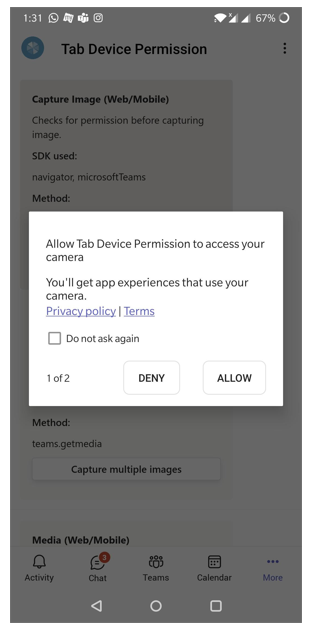 1:31 67%
Tab Device Permission
Capture Image (Web/Mobile)
Checks for permission before capturing
image.
SDK used:
navigator, microsoftTeams
Method:
Allow Tab Device Permission to access your
camera
You'll get app experiences that use your
camera.
Privacy policy | Terms
Do not ask again
1 of 2 DENY ALLOW
Method:
teams.getmedia
Capture multiple images
Media (Web/Mobile)
3
Activity Chat Teams Calendar More